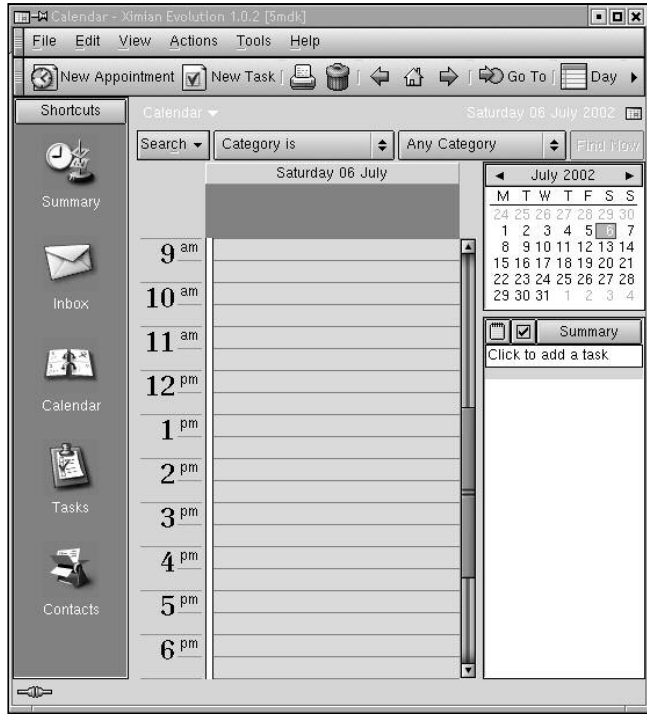 Calendar - Ximian Evolution 1.0.2 [5mdk]
File Edit View Actions Tools Help
New Appointment New Task Go To Day
Shortcuts
Calendar Saturday 06 July 2002
Search Category is Any Category Find Now
Saturday 06 July
July 2002
M T W T F S S
24 25 26 27 28 29 30
1 2 3 4 5 6 7
8 9 10 11 12 13 14
15 16 17 18 19 20 21
22 23 24 25 26 27 28
29 30 31 1 2 3 4
Summary
Click to add a task
Summary
Inbox
Calendar
Tasks
Contacts
9 am
10 am
11 am
12 pm
1 pm
2 pm
3 pm
4 pm
5 pm
6 pm